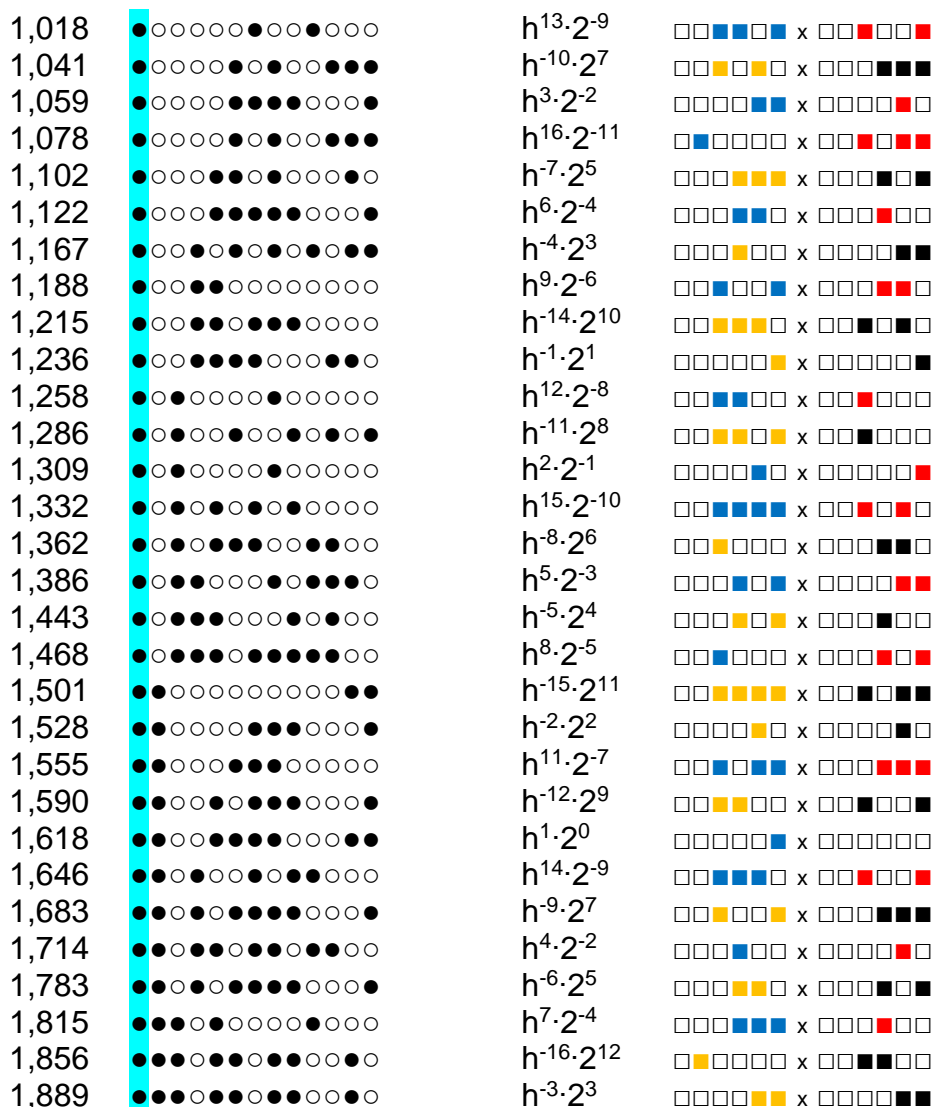 1,018 h¹³·2⁻⁹ x
1,041 h⁻¹⁰·2⁷ x
1,059 h³·2⁻² x
1,078 h¹⁶·2⁻¹¹ x
1,102 h⁻⁷·2⁵ x
1,122 h⁶·2⁻⁴ x
1,167 h⁻⁴·2³ x
1,188 h⁹·2⁻⁶ x
1,215 h⁻¹⁴·2¹⁰ x
1,236 h⁻¹·2¹ x
1,258 h¹²·2⁻⁸ x
1,286 h⁻¹¹·2⁸ x
1,309 h²·2⁻¹ x
1,332 h¹⁵·2⁻¹⁰ x
1,362 h⁻⁸·2⁶ x
1,386 h⁵·2⁻³ x
1,443 h⁻⁵·2⁴ x
1,468 h⁸·2⁻⁵ x
1,501 h⁻¹⁵·2¹¹ x
1,528 h⁻²·2² x
1,555 h¹¹·2⁻⁷ x
1,590 h⁻¹²·2⁹ x
1,618 h¹·2⁰ x
1,646 h¹⁴·2⁻⁹ x
1,683 h⁻⁹·2⁷ x
1,714 h⁴·2⁻² x
1,783 h⁻⁶·2⁵ x
1,815 h⁷·2⁻⁴ x
1,856 h⁻¹⁶·2¹² x
1,889 h⁻³·2³ x